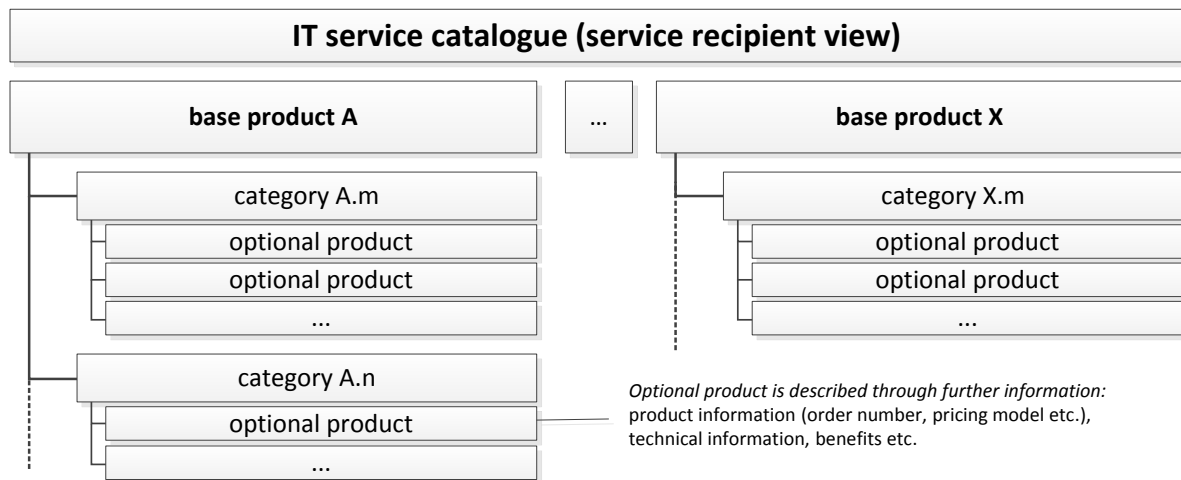 IT service catalogue (service recipient view)
base product A
...
base product X
category A.m
optional product
optional product
...
category X.m
optional product
optional product
...
category A.n
optional product
...
Optional product is described through further information:
product information (order number, pricing model etc.),
technical information, benefits etc.